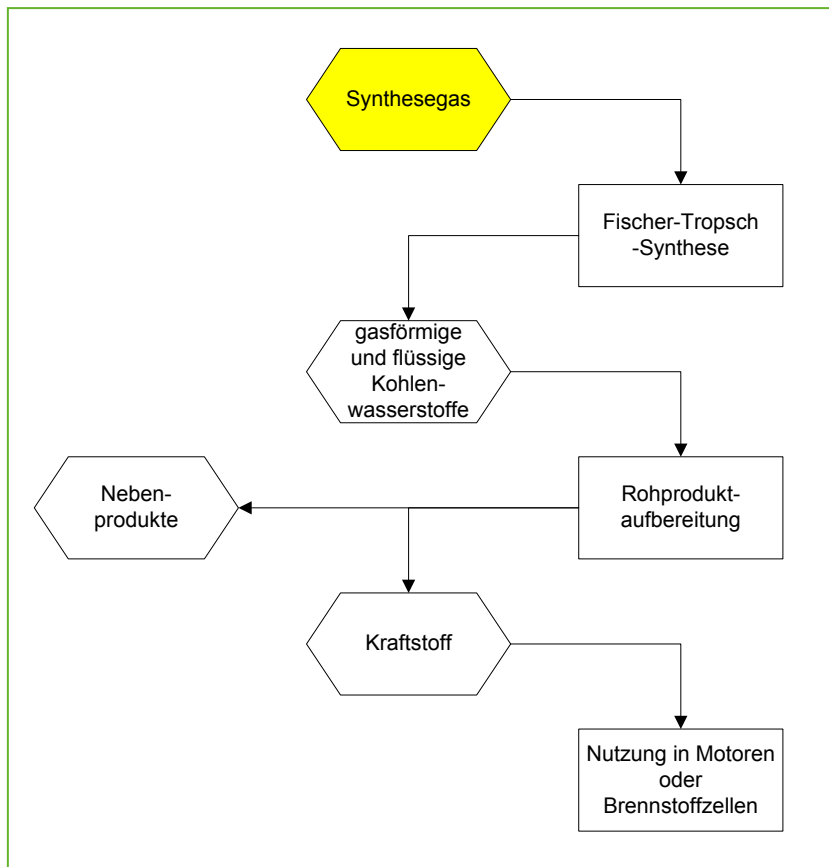 Synthesegas
Fischer-Tropsch
-Synthese
gasförmige
und flüssige
Kohlen-
wasserstoffe
Neben-
produkte
Rohprodukt-
aufbereitung
Kraftstoff
Nutzung in Motoren
oder
Brennstoffzellen